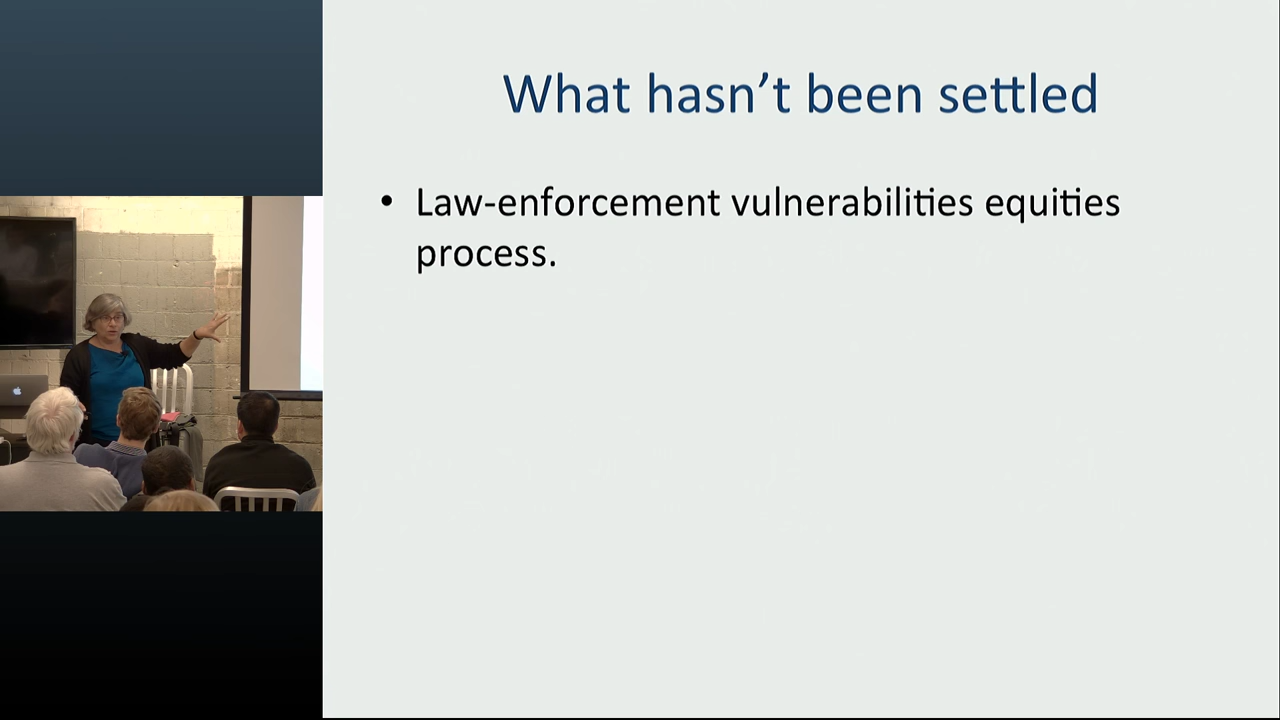 What hasn’t been settled
• Law-enforcement vulnerabilities equities
process.